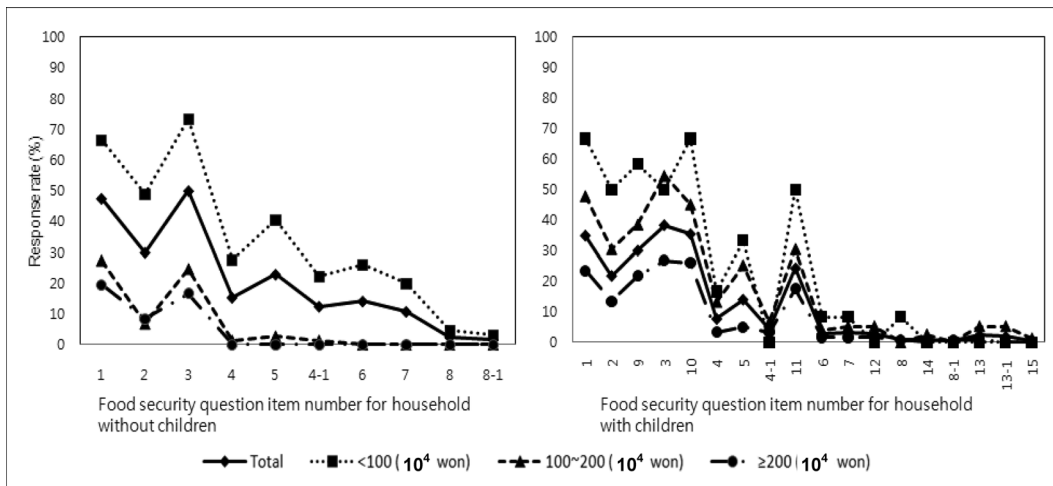 100
90
80
70
60
50
40
30
20
10
0
Response rate (%)
1 2 3 4 5 4-1 6 7 8 8-1
Food security question item number for household
without children
100
90
80
70
60
50
40
30
20
10
0
1 2 9 3 10 4 5 4-1 11 6 7 12 8 14 8-1 13 13-1 15
Food security question item number for household
with children
Total <100 ( 10⁴ won) 100~200 ( 10⁴ won) ≥200( 10⁴ won)